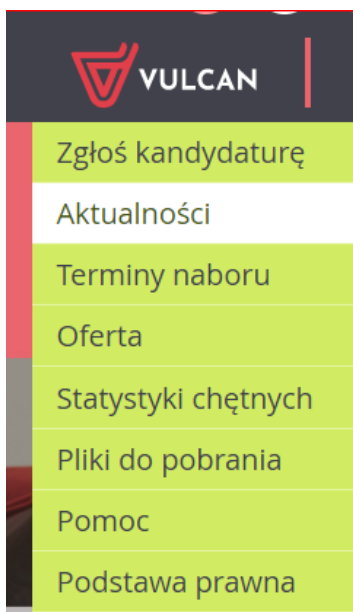 VULCAN
Zgłoś kandydaturę
Aktualności
Terminy naboru
Oferta
Statystyki chętnych
Pliki do pobrania
Pomoc
Podstawa prawna